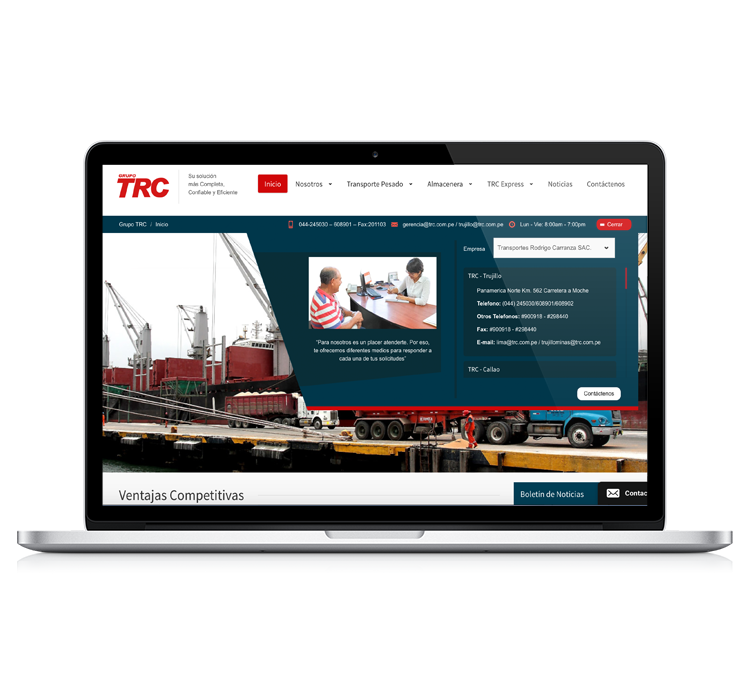 GRUPO
TRC
Su solución
más Completa,
Confiable y Eficiente
Inicio
Nosotros
Transporte Pesado
Almacenera
TRC Express
Noticias
Contáctenos
Grupo TRC / Inicio
044-245030 – 608901 – Fax:201103
gerencia@trc.com.pe / trujillo@trc.com.pe
Lun - Vie: 8:00am - 7:00pm
Cerrar
Empresa
Transportes Rodrigo Carranza SAC.
"Para nosotros es un placer atenderte. Por eso,
te ofrecemos diferentes medios para responder a
cada una de tus solicitudes"
TRC - Trujillo
Panamerica Norte Km. 562 Carretera a Moche
Telefono: (044) 245030/608901/608902
Otros Telefonos: #900918 - #298440
Fax: #900918 - #298440
E-mail: lima@trc.com.pe / trujilominas@trc.com.pe
TRC - Callao
Contáctenos
Ventajas Competitivas
Boletín de Noticias
Contac